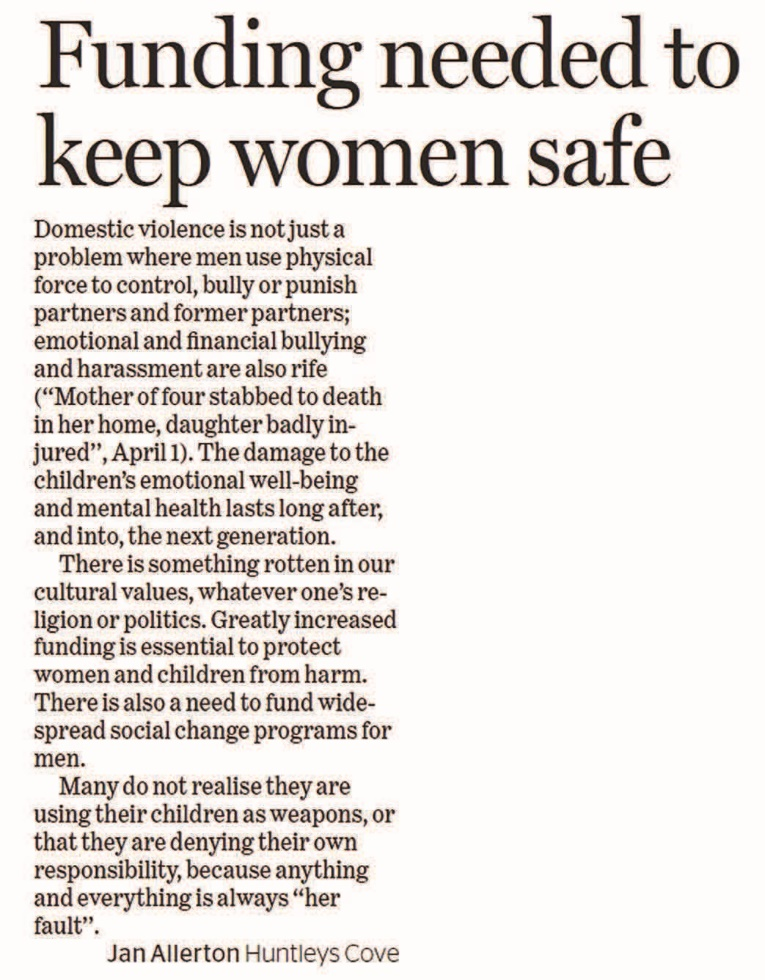 Funding needed to
keep women safe
Domestic violence is not just a
problem where men use physical
force to control, bully or punish
partners and former partners;
emotional and financial bullying
and harassment are also rife
(“Mother of four stabbed to death
in her home, daughter badly in-
jured”, April 1). The damage to the
children’s emotional well-being
and mental health lasts long after,
and into, the next generation.
There is something rotten in our
cultural values, whatever one’s re-
ligion or politics. Greatly increased
funding is essential to protect
women and children from harm.
There is also a need to fund wide-
spread social change programs for
men.
Many do not realise they are
using their children as weapons, or
that they are denying their own
responsibility, because anything
and everything is always “her
fault”.
Jan Allerton Huntleys Cove